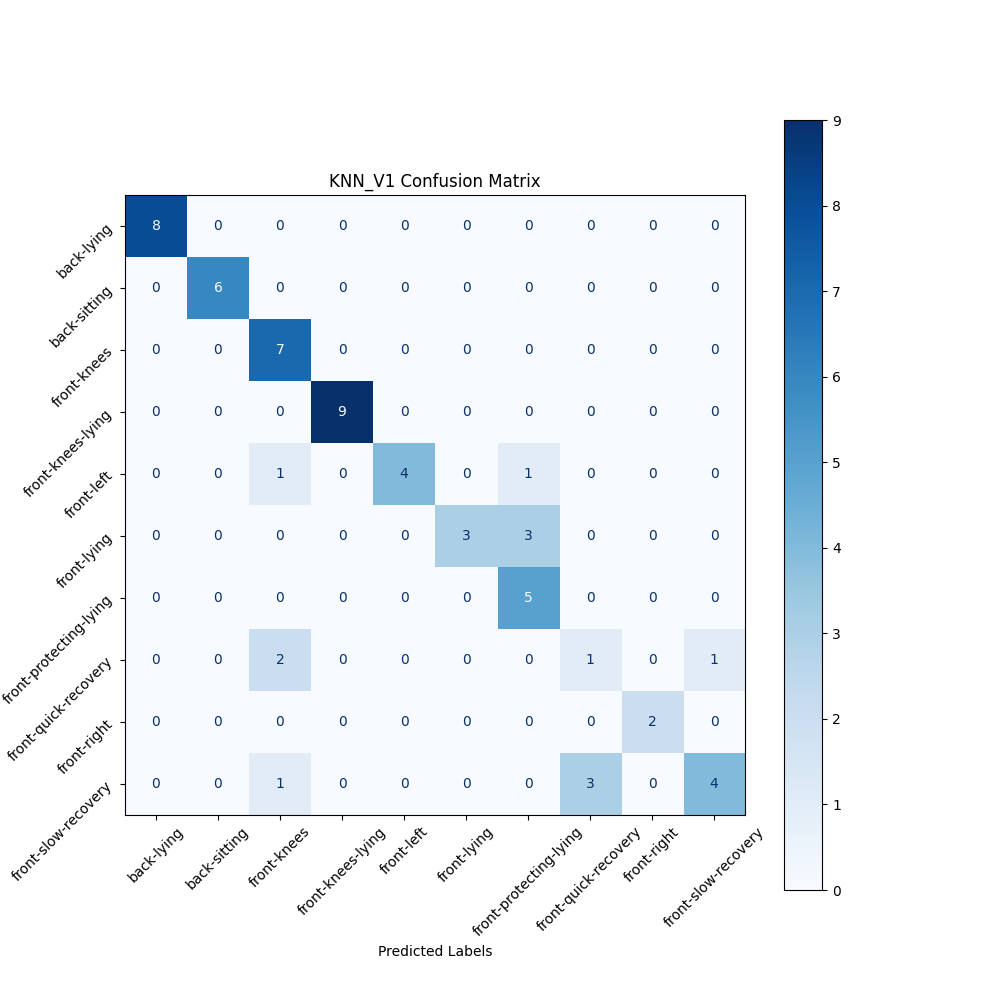 KNN_V1 Confusion Matrix
back-lying 8 0 0 0 0 0 0 0 0 0
back-sitting 0 6 0 0 0 0 0 0 0 0
front-knees 0 0 7 0 0 0 0 0 0 0
front-knees-lying 0 0 0 9 0 0 0 0 0 0
front-left 0 0 1 0 4 0 1 0 0 0
front-lying 0 0 0 0 0 3 3 0 0 0
front-protecting-lying 0 0 0 0 0 0 5 0 0 0
front-quick-recovery 0 0 2 0 0 0 0 1 0 1
front-right 0 0 0 0 0 0 0 0 2 0
front-slow-recovery 0 0 1 0 0 0 0 3 0 4
back-lying back-sitting front-knees front-knees-lying front-left front-lying front-protecting-lying front-quick-recovery front-right front-slow-recovery
Predicted Labels
9
8
7
6
5
4
3
2
1
0